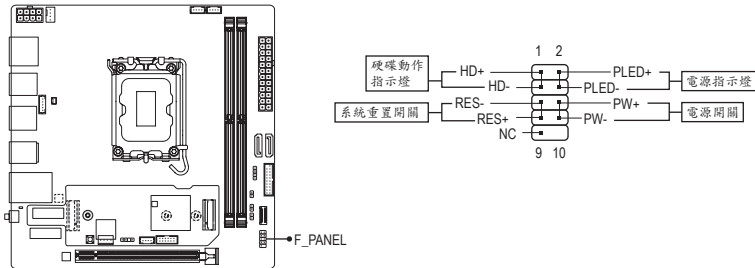 1 2
硬碟動作
指示燈
HD+
HD-
PLED+
PLED-
電源指示燈
系統重置開關
RES-
RES+
PW+
PW-
電源開關
NC
9 10
F_PANEL